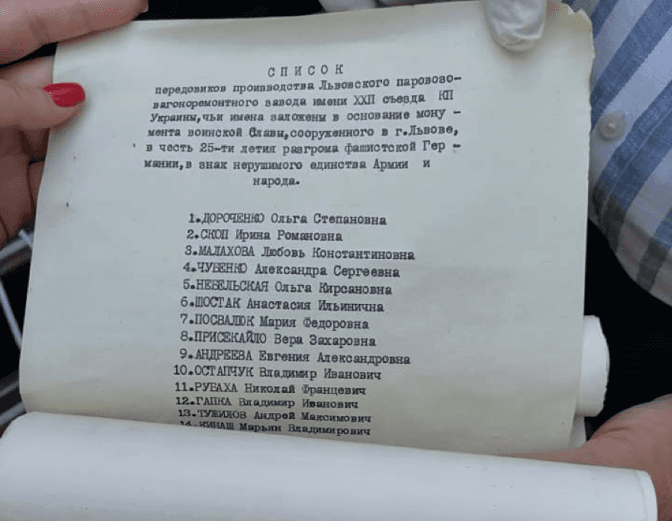 СПИСОК
передовиков производства Львовского паровозо-
вагоноремонтного завода имени XXII съезда КП
Украины,чьи имена заложены в основание мону -
мента воинской Славы,сооруженного в г.Львове,
в честь 25-ти летия разгрома фашистской Гер -
мании,в знак нерушимого единства Армии и
народа.
1.ДОРОЧЕНКО Ольга Степановна
2.СКОП Ирина Романовна
3.МАЛАХОВА Любовь Константиновна
4.ЧУБЕНКО Александра Сергеевна
5.НЕВЕЛЬСКАЯ Ольга Кирсановна
6.ШОСТАК Анастасия Ильинична
7.ПОСВАЛЮК Мария Федоровна
8.ПРИСЕКАЙЛО Вера Захаровна
9.АНДРЕЕВА Евгения Александровна
10.ОСТАПЧУК Владимир Иванович
11.РУБАХА Николай Францевич
12.ГАПКА Владимир Иванович
13.ТУЖИЛОВ Андрей Максимович
14. Марьян Владимирович